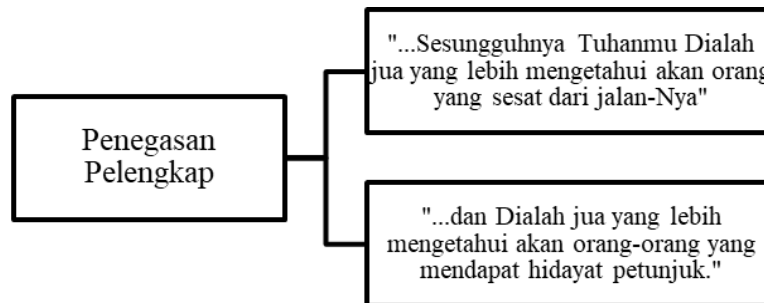 Penegasan
Pelengkap
"...Sesungguhnya Tuhanmu Dialah
jua yang lebih mengetahui akan orang
yang sesat dari jalan-Nya"
"...dan Dialah jua yang lebih
mengetahui akan orang-orang yang
mendapat hidayat petunjuk."